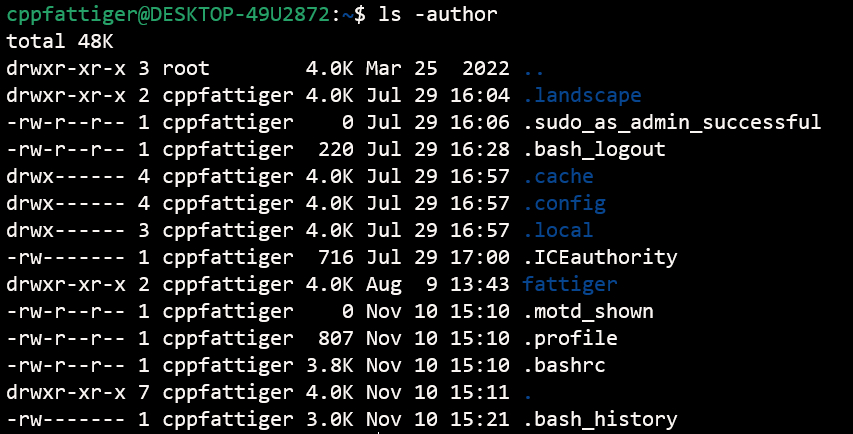 cppfattiger@DESKTOP-49U2872:~$ ls -author
total 48K
drwxr-xr-x 3 root        4.0K Mar 25  2022 ..
drwxr-xr-x 2 cppfattiger 4.0K Jul 29 16:04 .landscape
-rw-r--r-- 1 cppfattiger    0 Jul 29 16:06 .sudo_as_admin_successful
-rw-r--r-- 1 cppfattiger  220 Jul 29 16:28 .bash_logout
drwx------ 4 cppfattiger 4.0K Jul 29 16:57 .cache
drwx------ 4 cppfattiger 4.0K Jul 29 16:57 .config
drwx------ 3 cppfattiger 4.0K Jul 29 16:57 .local
-rw------- 1 cppfattiger  716 Jul 29 17:00 .ICEauthority
drwxr-xr-x 2 cppfattiger 4.0K Aug  9 13:43 fattiger
-rw-r--r-- 1 cppfattiger    0 Nov 10 15:10 .motd_shown
-rw-r--r-- 1 cppfattiger  807 Nov 10 15:10 .profile
-rw-r--r-- 1 cppfattiger 3.8K Nov 10 15:10 .bashrc
drwxr-xr-x 7 cppfattiger 4.0K Nov 10 15:11 .
-rw------- 1 cppfattiger 3.0K Nov 10 15:21 .bash_history